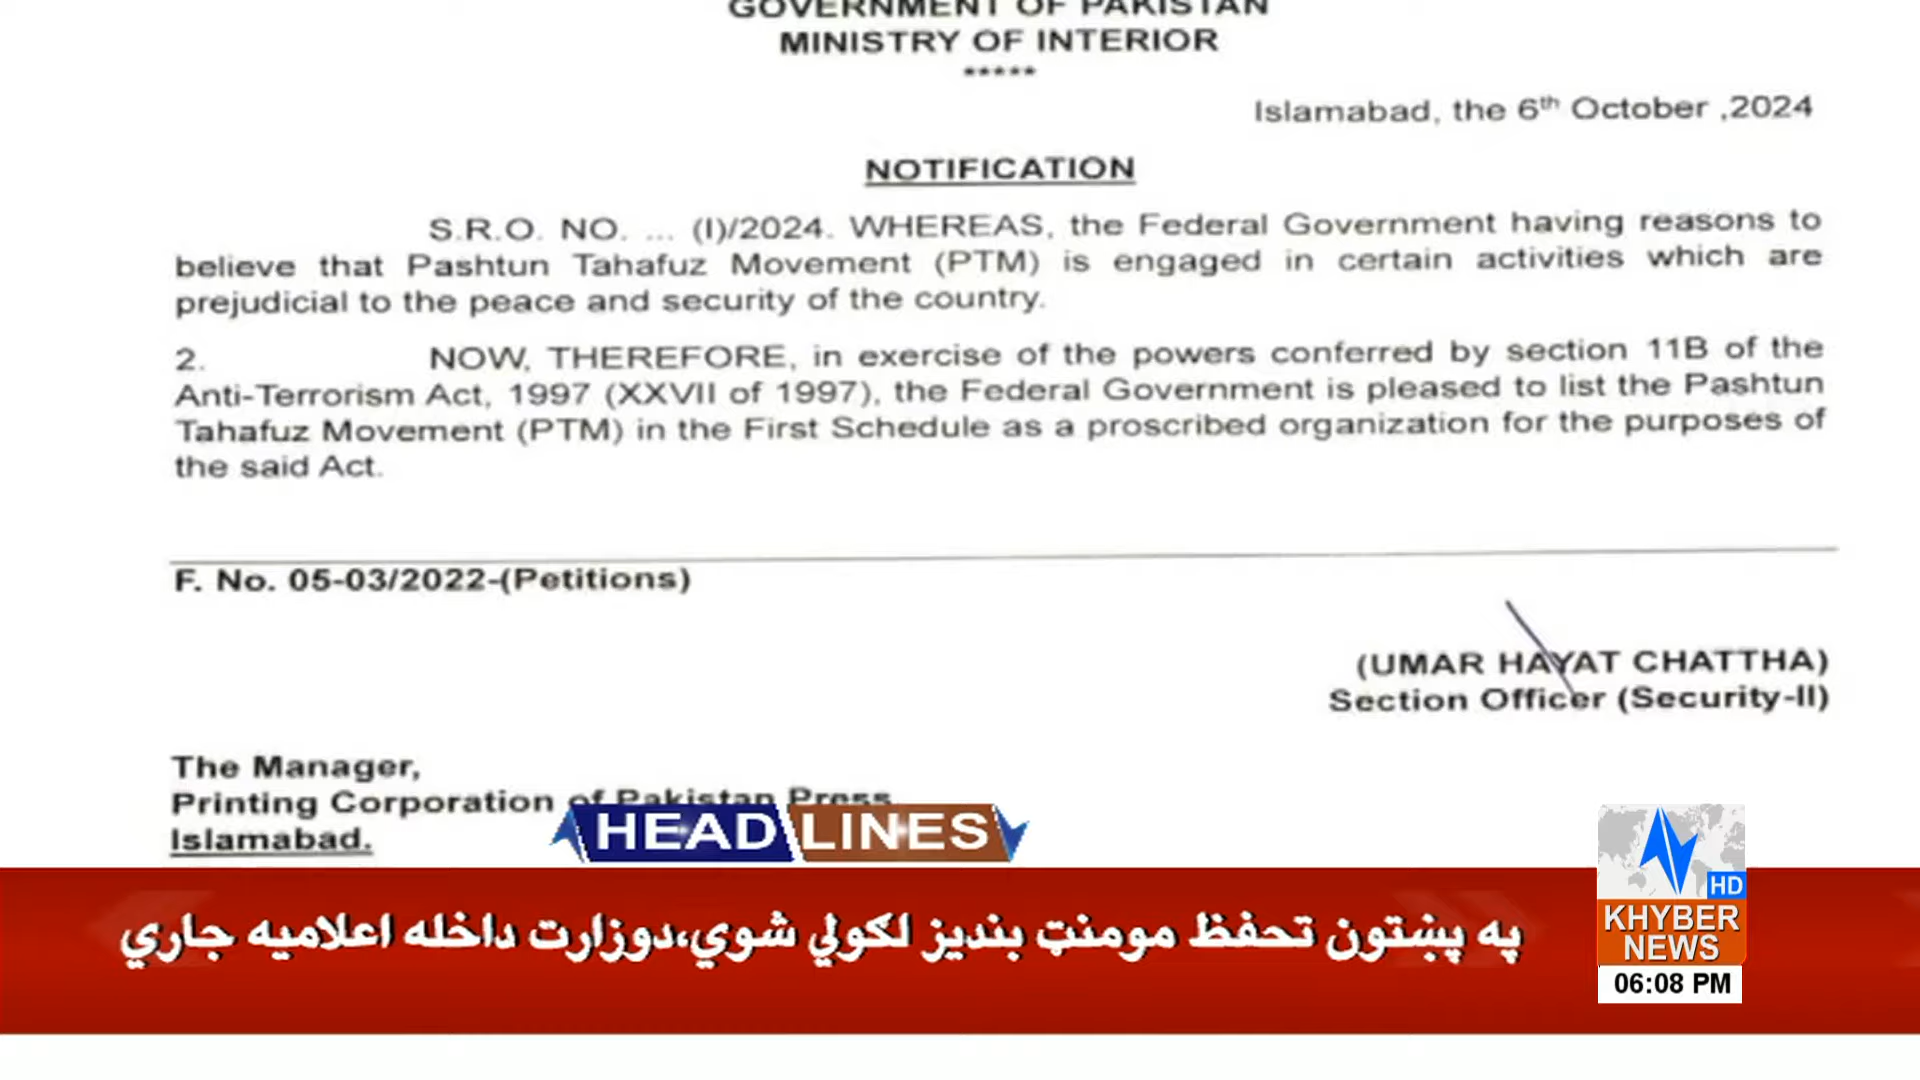 GOVERNMENT OF PAKISTAN
MINISTRY OF INTERIOR
*****
Islamabad, the 6th October ,2024
NOTIFICATION
S.R.O. NO. ... (I)/2024. WHEREAS, the Federal Government having reasons to
believe that Pashtun Tahafuz Movement (PTM) is engaged in certain activities which are
prejudicial to the peace and security of the country.
2. NOW, THEREFORE, in exercise of the powers conferred by section 11B of the
Anti-Terrorism Act, 1997 (XXVII of 1997), the Federal Government is pleased to list the Pashtun
Tahafuz Movement (PTM) in the First Schedule as a proscribed organization for the purposes of
the said Act.
F. No. 05-03/2022-(Petitions)
(UMAR HAYAT CHATTHA)
Section Officer (Security-II)
The Manager,
Printing Corporation of Pakistan Press
Islamabad.
HEADLINES
په پښتون تحفظ مومنټ بنديز لګولي شوي،دوزارت داخله اعلاميه جاري
HD
KHYBER
NEWS
06:08 PM